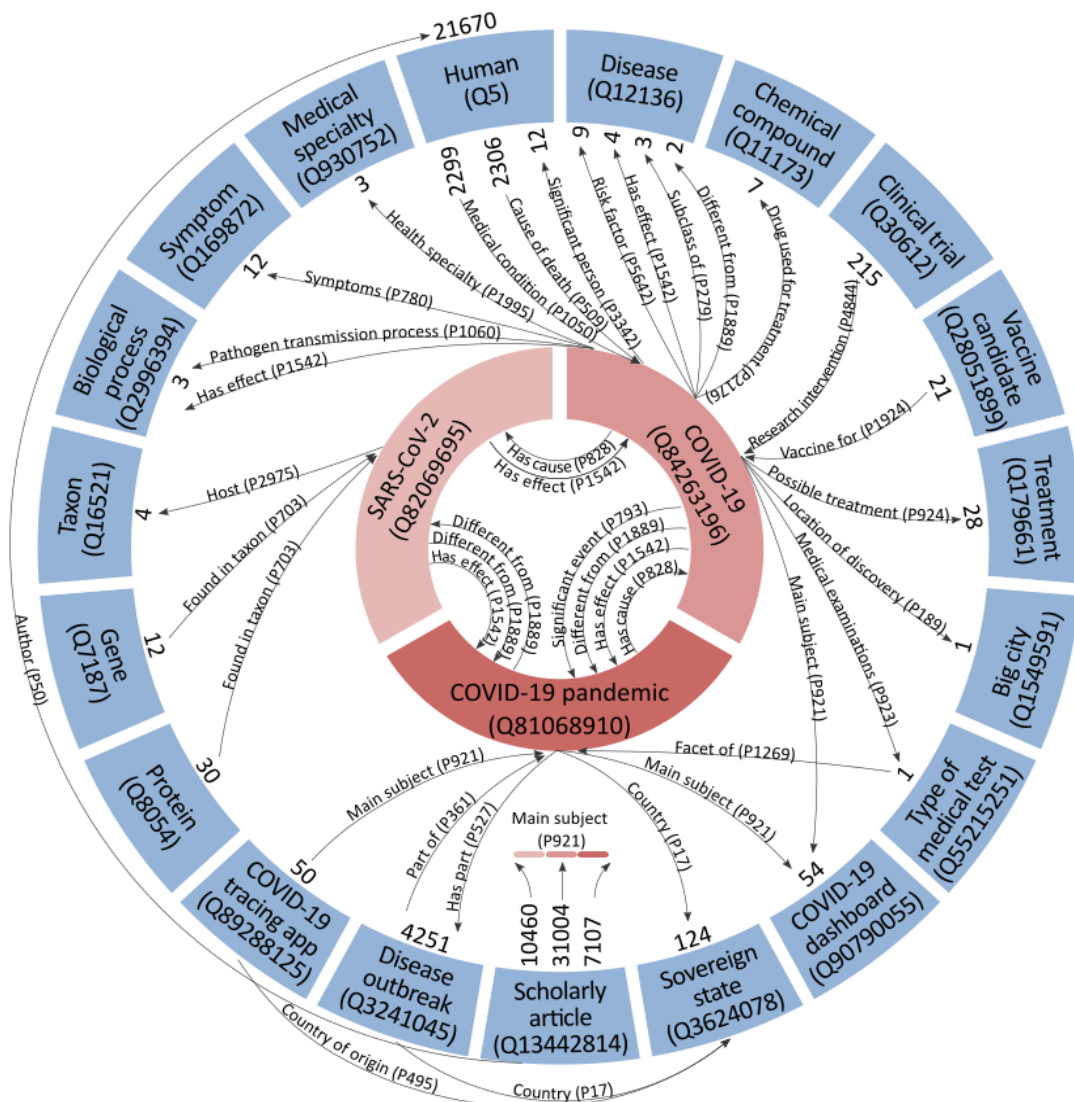 21670
Human
(Q5)
Disease
(Q12136)
Chemical
compound
(Q11173)
Clinical trial
(Q30612)
Vaccine
candidate
(Q28051899)
Treatment
(Q179661)
Big city
(Q1549591)
Type of
medical test
(Q55215251)
COVID-19
dashboard
(Q90790055)
Sovereign
state
(Q3624078)
Scholarly
article
(Q13442814)
Disease
outbreak
(Q3241045)
COVID-19
tracing app
(Q89288125)
Protein
(Q8054)
Gene
(Q7187)
Taxon
(Q16521)
Biological
process
(Q2996394)
Symptom
(Q169872)
Medical
specialty
(Q930752)
2299
2306
12
9
4
3
2
7
215
21
28
1
1
54
124
7107
31004
10460
4251
50
30
12
4
3
12
3
Medical condition (P1050)
Cause of death (P509)
Significant person (P3342)
Risk factor (P5642)
Has effect (P1542)
Subclass of (P279)
Different from (P1889)
Drug used for treatment (P2176)
Research intervention (P4844)
Vaccine for (P1924)
Possible treatment (P924)
Location of discovery (P189)
Medical examinations (P923)
Main subject (P921)
Facet of (P1269)
Main subject (P921)
Country (P17)
Main subject
(P921)
Has part (P527)
Part of (P361)
Main subject (P921)
Found in taxon (P703)
Found in taxon (P703)
Host (P2975)
Has effect (P1542)
Pathogen transmission process (P1060)
Symptoms (P780)
Health specialty (P1995)
SARS-CoV-2
(Q82069695)
COVID-19
(Q84263196)
COVID-19 pandemic
(Q81068910)
Has cause (P828)
Has effect (P1542)
Different from (P1889)
Different from (P1889)
Has effect (P1542)
Significant event (P793)
Different from (P1889)
Has effect (P1542)
Has cause (P828)
Author (P50)
Country of origin (P495)
Country (P17)